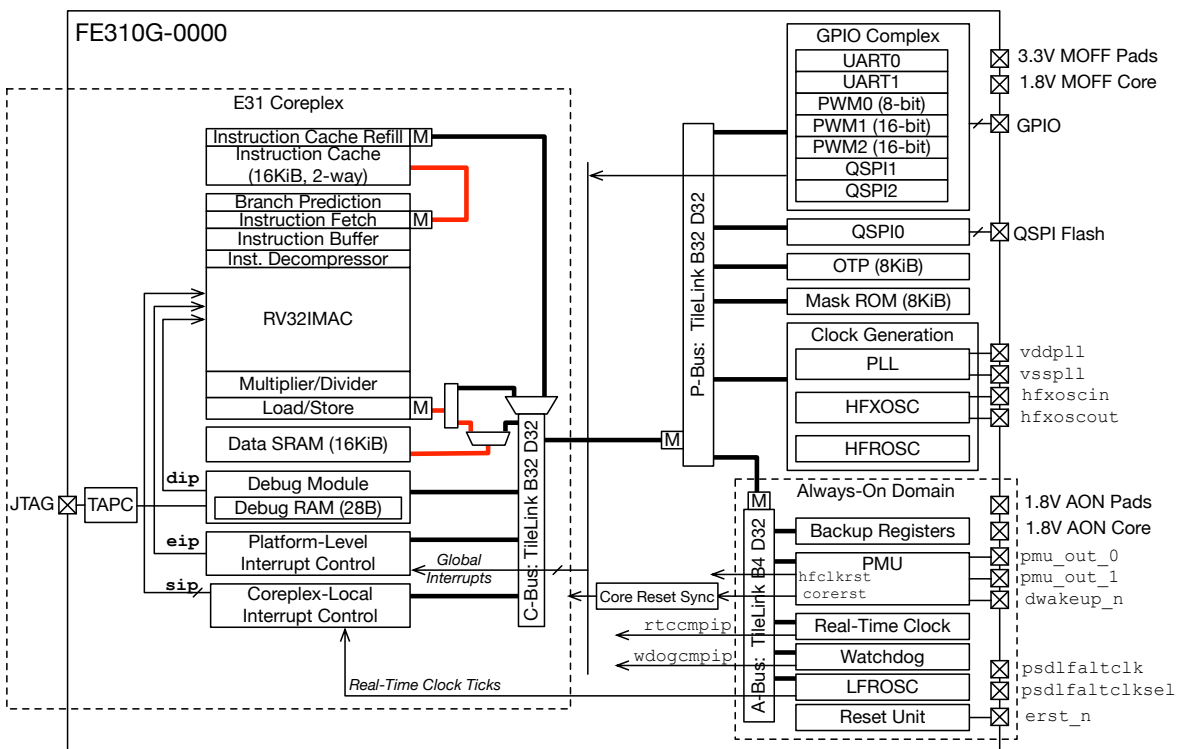 FE310G-0000
E31 Coreplex
Instruction Cache Refill
M
Instruction Cache
(16KiB, 2-way)
Branch Prediction
Instruction Fetch
M
Instruction Buffer
Inst. Decompressor
RV32IMAC
Multiplier/Divider
Load/Store
M
Data SRAM (16KiB)
dip
Debug Module
Debug RAM (28B)
JTAG
TAPC
eip
Platform-Level
Interrupt Control
Global
Interrupts
sip
Coreplex-Local
Interrupt Control
Real-Time Clock Ticks
C-Bus: TileLink B32 D32
M
P-Bus: TileLink B32 D32
GPIO Complex
UART0
UART1
PWM0 (8-bit)
PWM1 (16-bit)
PWM2 (16-bit)
QSPI1
QSPI2
3.3V MOFF Pads
1.8V MOFF Core
GPIO
QSPI0
QSPI Flash
OTP (8KiB)
Mask ROM (8KiB)
Clock Generation
PLL
HFXOSC
HFROSC
vddpll
vsspll
hfxoscin
hfxoscout
Always-On Domain
M
A-Bus: TileLink B4 D32
Backup Registers
PMU
hfclkrst
corerst
Core Reset Sync
rtccmpip
Real-Time Clock
wdogcmpip
Watchdog
LFROSC
Reset Unit
1.8V AON Pads
1.8V AON Core
pmu_out_0
pmu_out_1
dwakeup_n
psdlfaltclk
psdlfaltclksel
erst_n